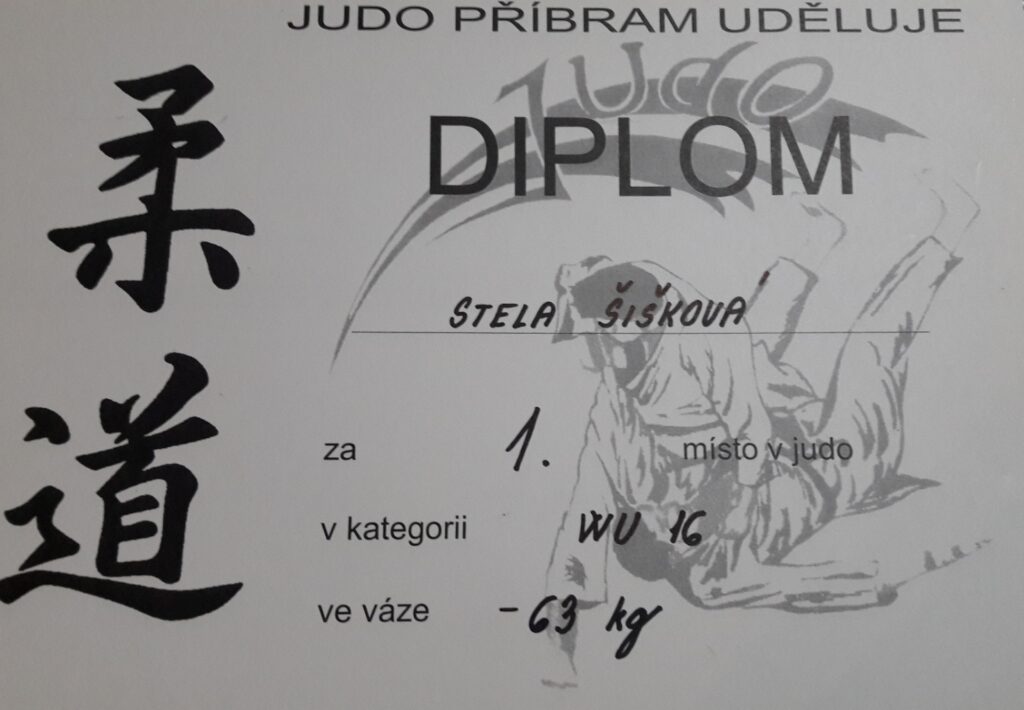 JUDO PŘÍBRAM UDĚLUJE
柔道
Judo
DIPLOM
STELA ŠIŠKOVÁ
za 1. místo v judo
v kategorii WU 16
ve váze -63 kg